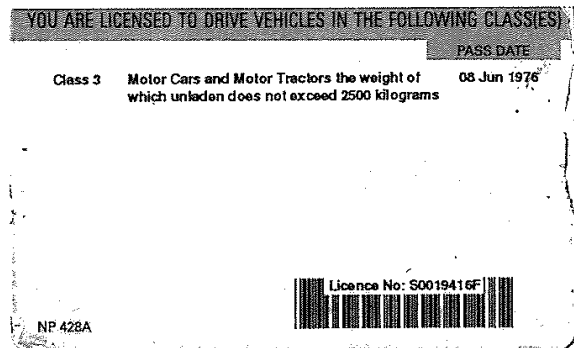 YOU ARE LICENSED TO DRIVE VEHICLES IN THE FOLLOWING CLASS(ES)
PASS DATE
Class 3 Motor Cars and Motor Tractors the weight of 08 Jun 1976
which unladen does not exceed 2500 kilograms
Licence No: S0019416F
NP 428A